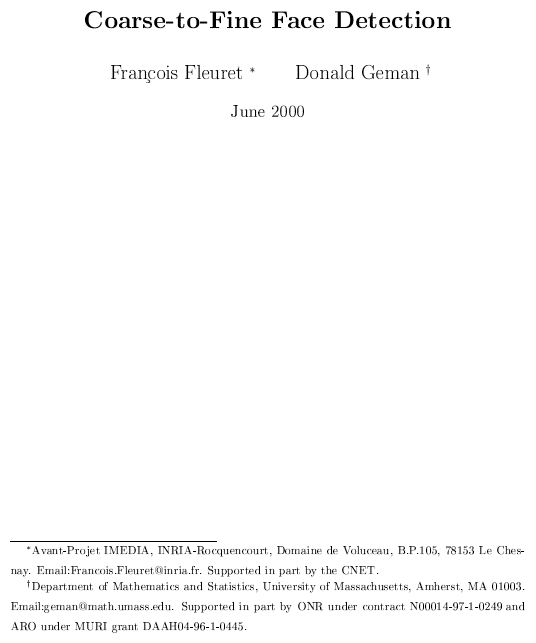 Coarse-to-Fine Face Detection
François Fleuret * Donald Geman †
June 2000
*Avant-Projet IMEDIA, INRIA-Rocquencourt, Domaine de Voluceau, B.P.105, 78153 Le Ches-
nay. Email:Francois.Fleuret@inria.fr. Supported in part by the CNET.
†Department of Mathematics and Statistics, University of Massachusetts, Amherst, MA 01003.
Email:geman@math.umass.edu. Supported in part by ONR under contract N00014-97-1-0249 and
ARO under MURI grant DAAH04-96-1-0445.